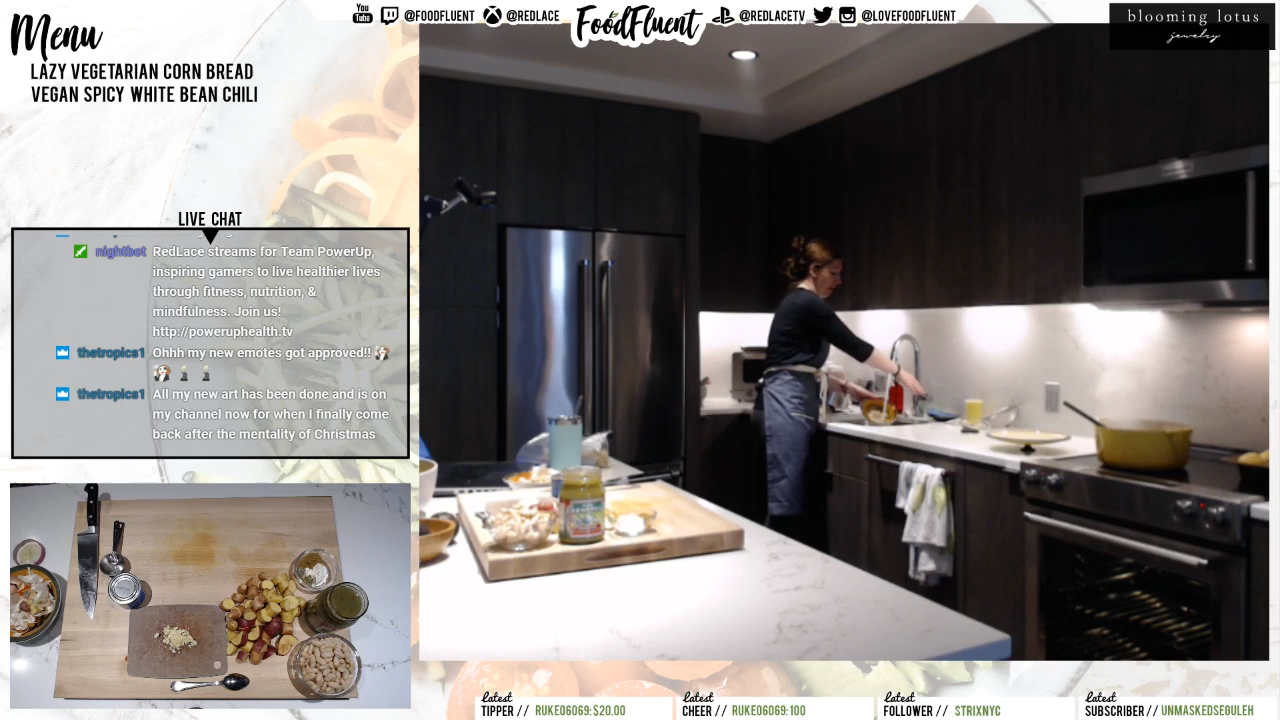 Menu
LAZY VEGETARIAN CORN BREAD
VEGAN SPICY WHITE BEAN CHILI
You Tube @FOODFLUENT @REDLACE FoodFluent @REDLACETV @LOVEFOODFLUENT
blooming lotus
jewelry
LIVE CHAT
nightbot RedLace streams for Team PowerUp,
inspiring gamers to live healthier lives
through fitness, nutrition, &
mindfulness. Join us!
http://poweruphealth.tv
thetropics1 Ohhh my new emotes got approved!!
thetropics1 All my new art has been done and is on
my channel now for when I finally come
back after the mentality of Christmas
latest
TIPPER // RUKE06069: $20.00
latest
CHEER // RUKE06069: 100
latest
FOLLOWER // STRIXNYC
latest
SUBSCRIBER // UNMASKEDSEGULEH